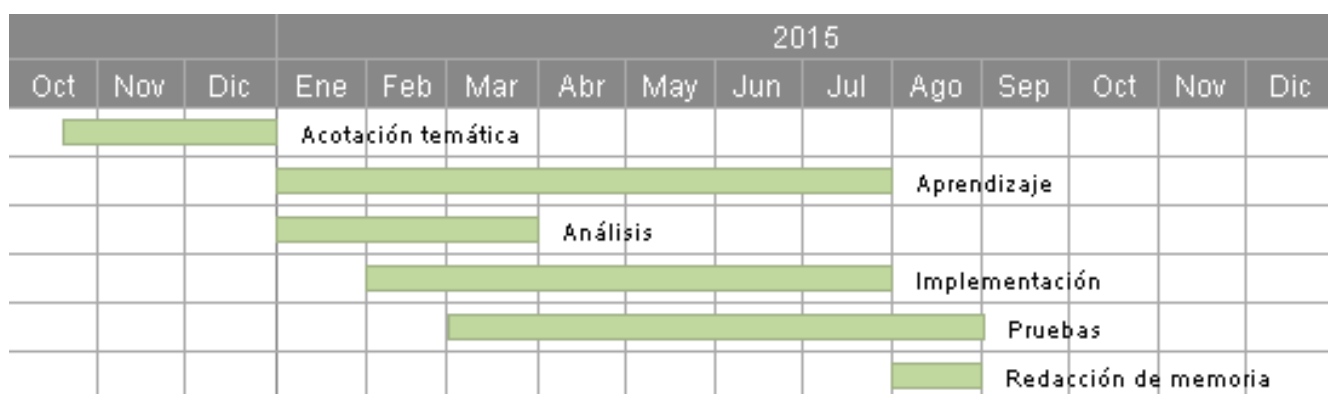 2015
Oct Nov Dic Ene Feb Mar Abr May Jun Jul Ago Sep Oct Nov Dic
Acotación temática
Aprendizaje
Análisis
Implementación
Pruebas
Redacción de memoria